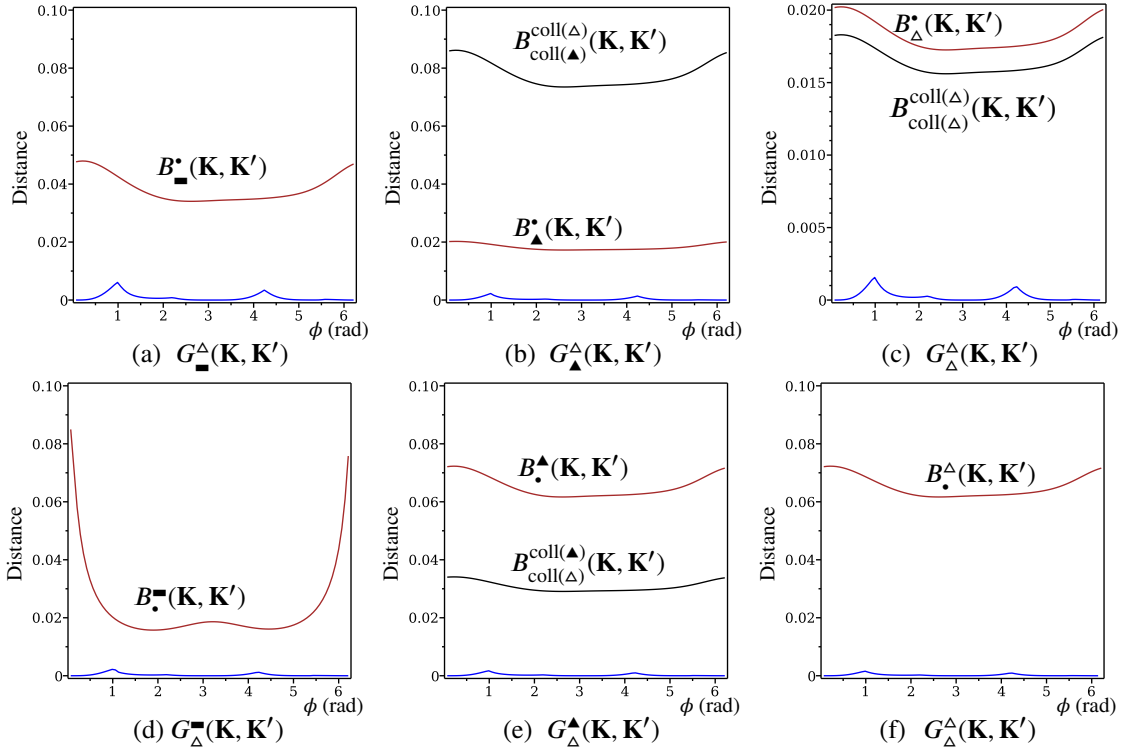 0.10
0.08
0.06
0.04
0.02
0
Distance
B^•_▬(K, K′)
1 2 3 4 5 6
ϕ (rad)
(a) G^△_▬(K, K′)
0.10
0.08
0.06
0.04
0.02
0
Distance
B^coll(△)_coll(▲)(K, K′)
B^•_▲(K, K′)
1 2 3 4 5 6
ϕ (rad)
(b) G^△_▲(K, K′)
0.020
0.015
0.010
0.005
0
Distance
B^•_△(K, K′)
B^coll(△)_coll(△)(K, K′)
1 2 3 4 5 6
ϕ (rad)
(c) G^△_△(K, K′)
0.10
0.08
0.06
0.04
0.02
0
Distance
B^▬_•(K, K′)
1 2 3 4 5 6
ϕ (rad)
(d) G^▬_△(K, K′)
0.10
0.08
0.06
0.04
0.02
0
Distance
B^▲_•(K, K′)
B^coll(▲)_coll(△)(K, K′)
1 2 3 4 5 6
ϕ (rad)
(e) G^▲_△(K, K′)
0.10
0.08
0.06
0.04
0.02
0
Distance
B^△_•(K, K′)
1 2 3 4 5 6
ϕ (rad)
(f) G^△_△(K, K′)